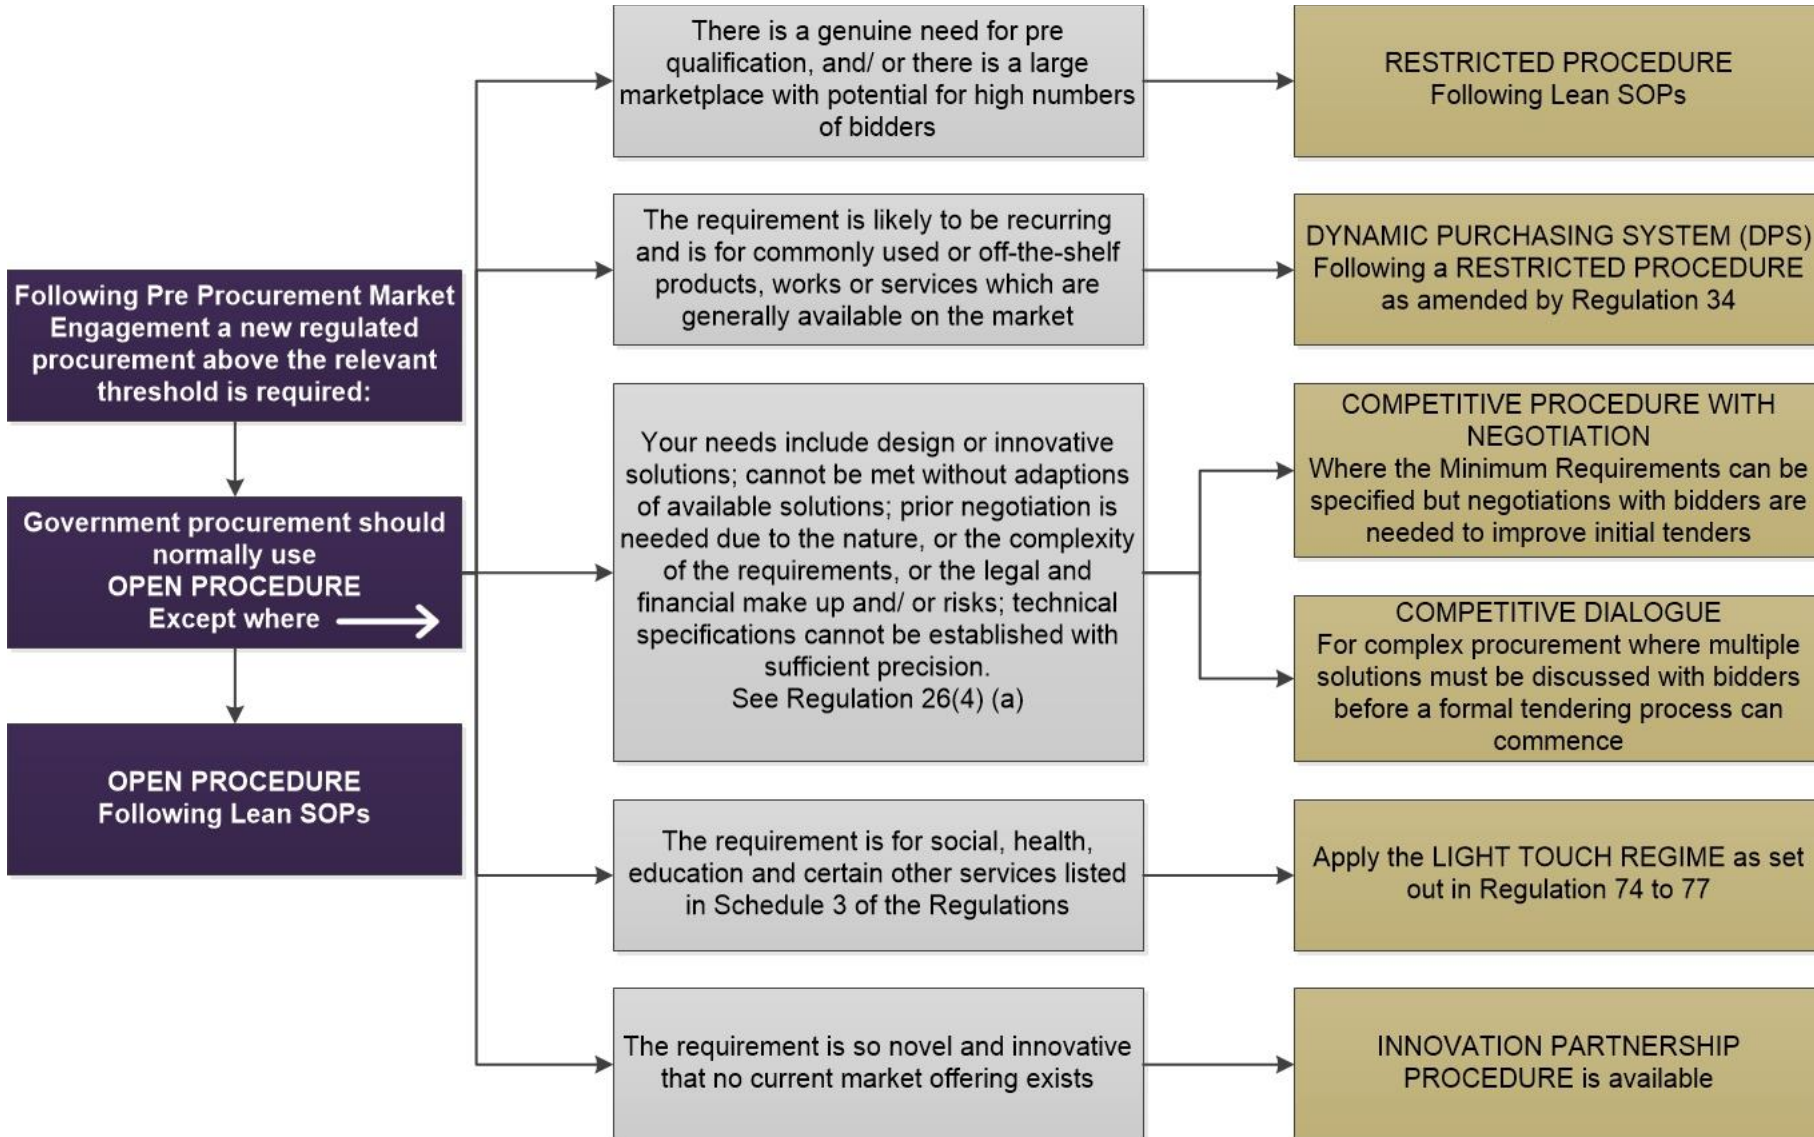 Following Pre Procurement Market
Engagement a new regulated
procurement above the relevant
threshold is required:
Government procurement should
normally use
OPEN PROCEDURE
Except where
OPEN PROCEDURE
Following Lean SOPs
There is a genuine need for pre
qualification, and/ or there is a large
marketplace with potential for high numbers
of bidders
RESTRICTED PROCEDURE
Following Lean SOPs
The requirement is likely to be recurring
and is for commonly used or off-the-shelf
products, works or services which are
generally available on the market
DYNAMIC PURCHASING SYSTEM (DPS)
Following a RESTRICTED PROCEDURE
as amended by Regulation 34
Your needs include design or innovative
solutions; cannot be met without adaptions
of available solutions; prior negotiation is
needed due to the nature, or the complexity
of the requirements, or the legal and
financial make up and/ or risks; technical
specifications cannot be established with
sufficient precision.
See Regulation 26(4) (a)
COMPETITIVE PROCEDURE WITH
NEGOTIATION
Where the Minimum Requirements can be
specified but negotiations with bidders are
needed to improve initial tenders
COMPETITIVE DIALOGUE
For complex procurement where multiple
solutions must be discussed with bidders
before a formal tendering process can
commence
The requirement is for social, health,
education and certain other services listed
in Schedule 3 of the Regulations
Apply the LIGHT TOUCH REGIME as set
out in Regulation 74 to 77
The requirement is so novel and innovative
that no current market offering exists
INNOVATION PARTNERSHIP
PROCEDURE is available